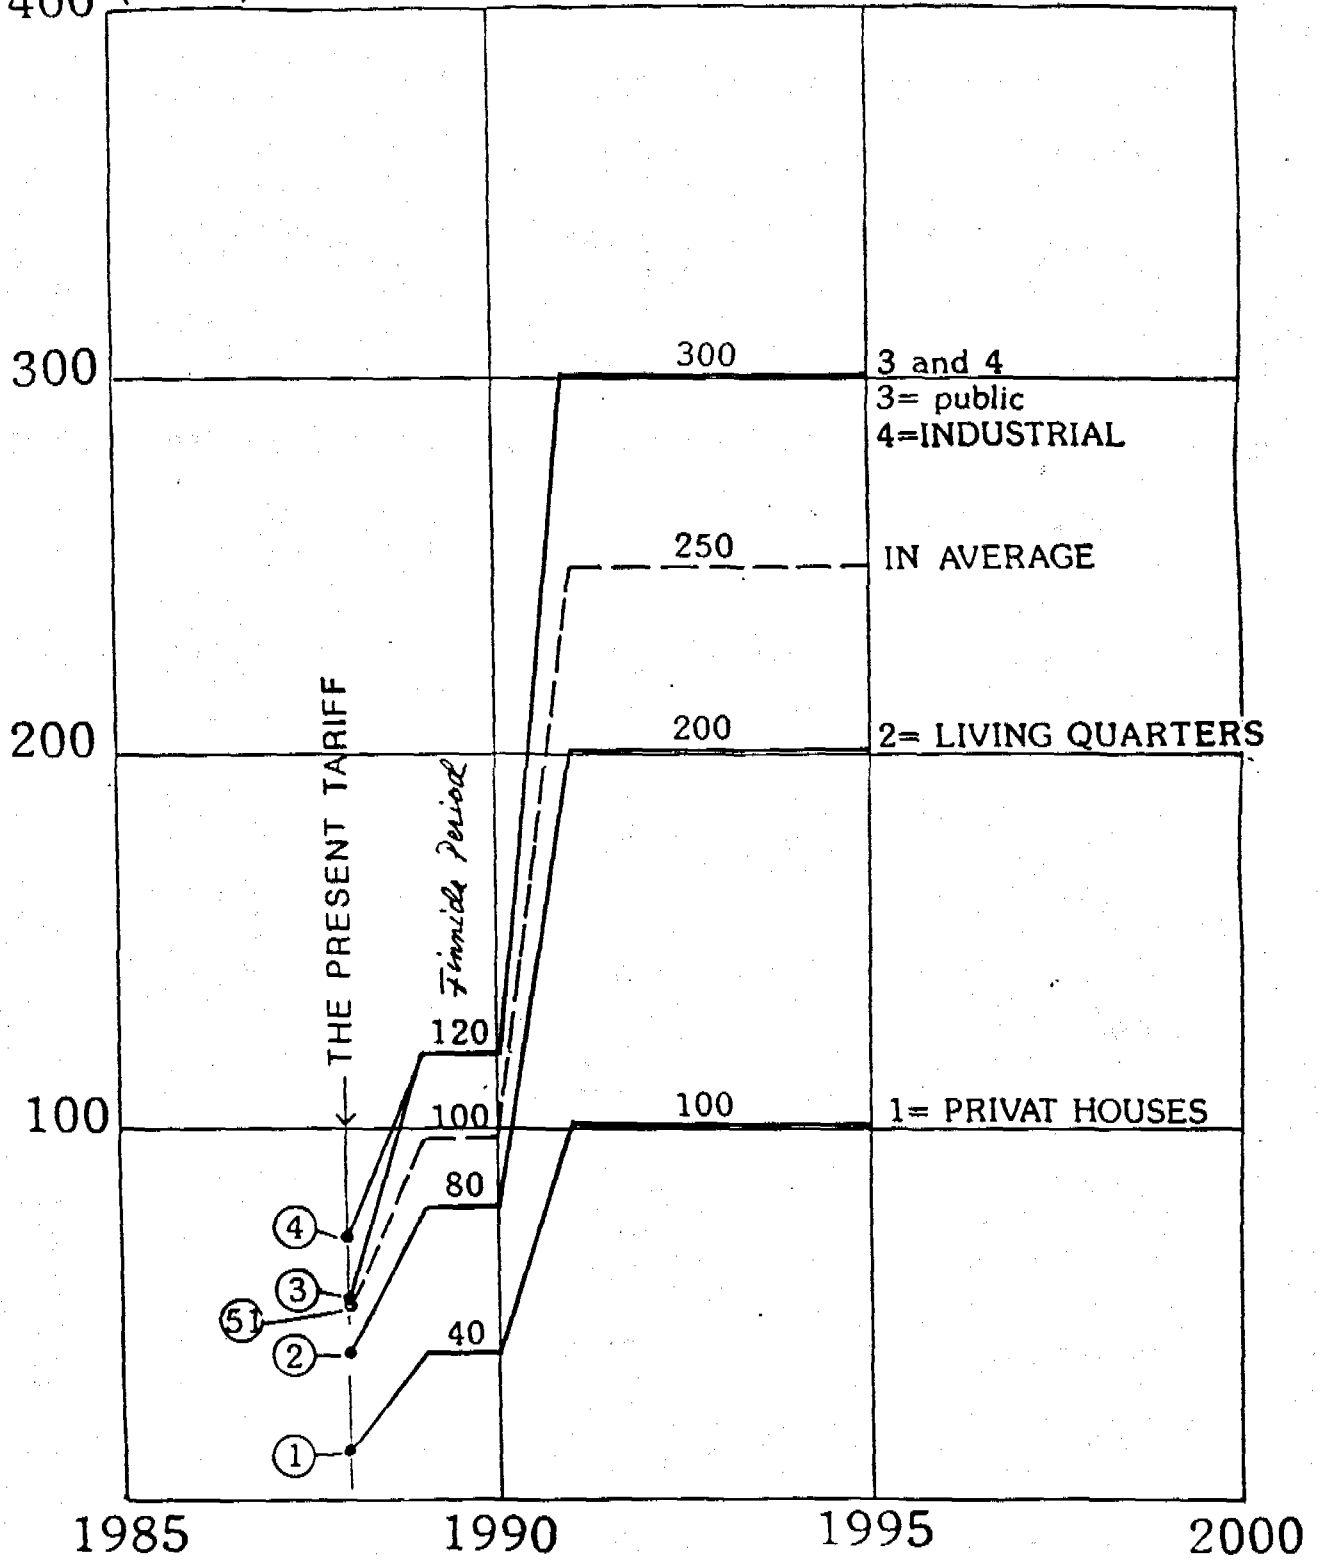 400
300
300
3 and 4
3= public
4=INDUSTRIAL
250
IN AVERAGE
THE PRESENT TARIFF
200
200
2= LIVING QUARTERS
Finnida Period
120
100
100
100
1= PRIVAT HOUSES
80
4
3
51
2
40
1
1985
1990
1995
2000